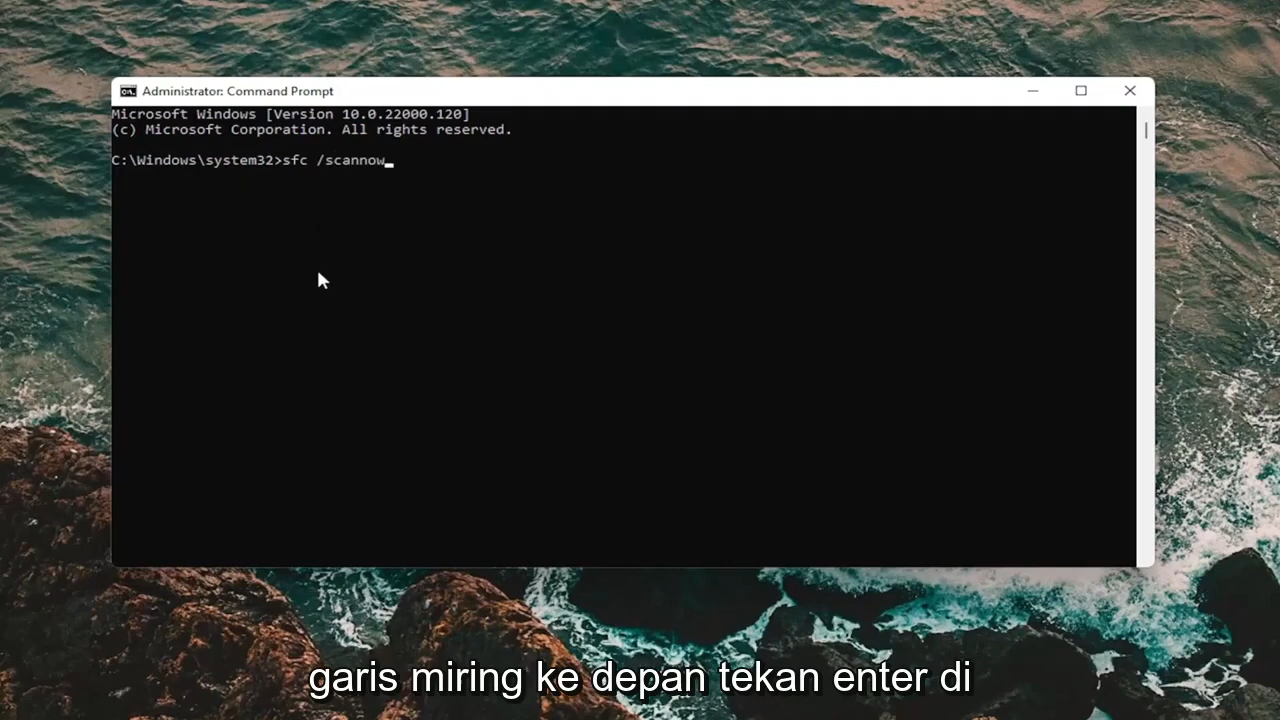 Administrator: Command Prompt
Microsoft Windows [Version 10.0.22000.120]
(c) Microsoft Corporation. All rights reserved.
C:\Windows\system32>sfc /scannow
garis miring ke depan tekan enter di